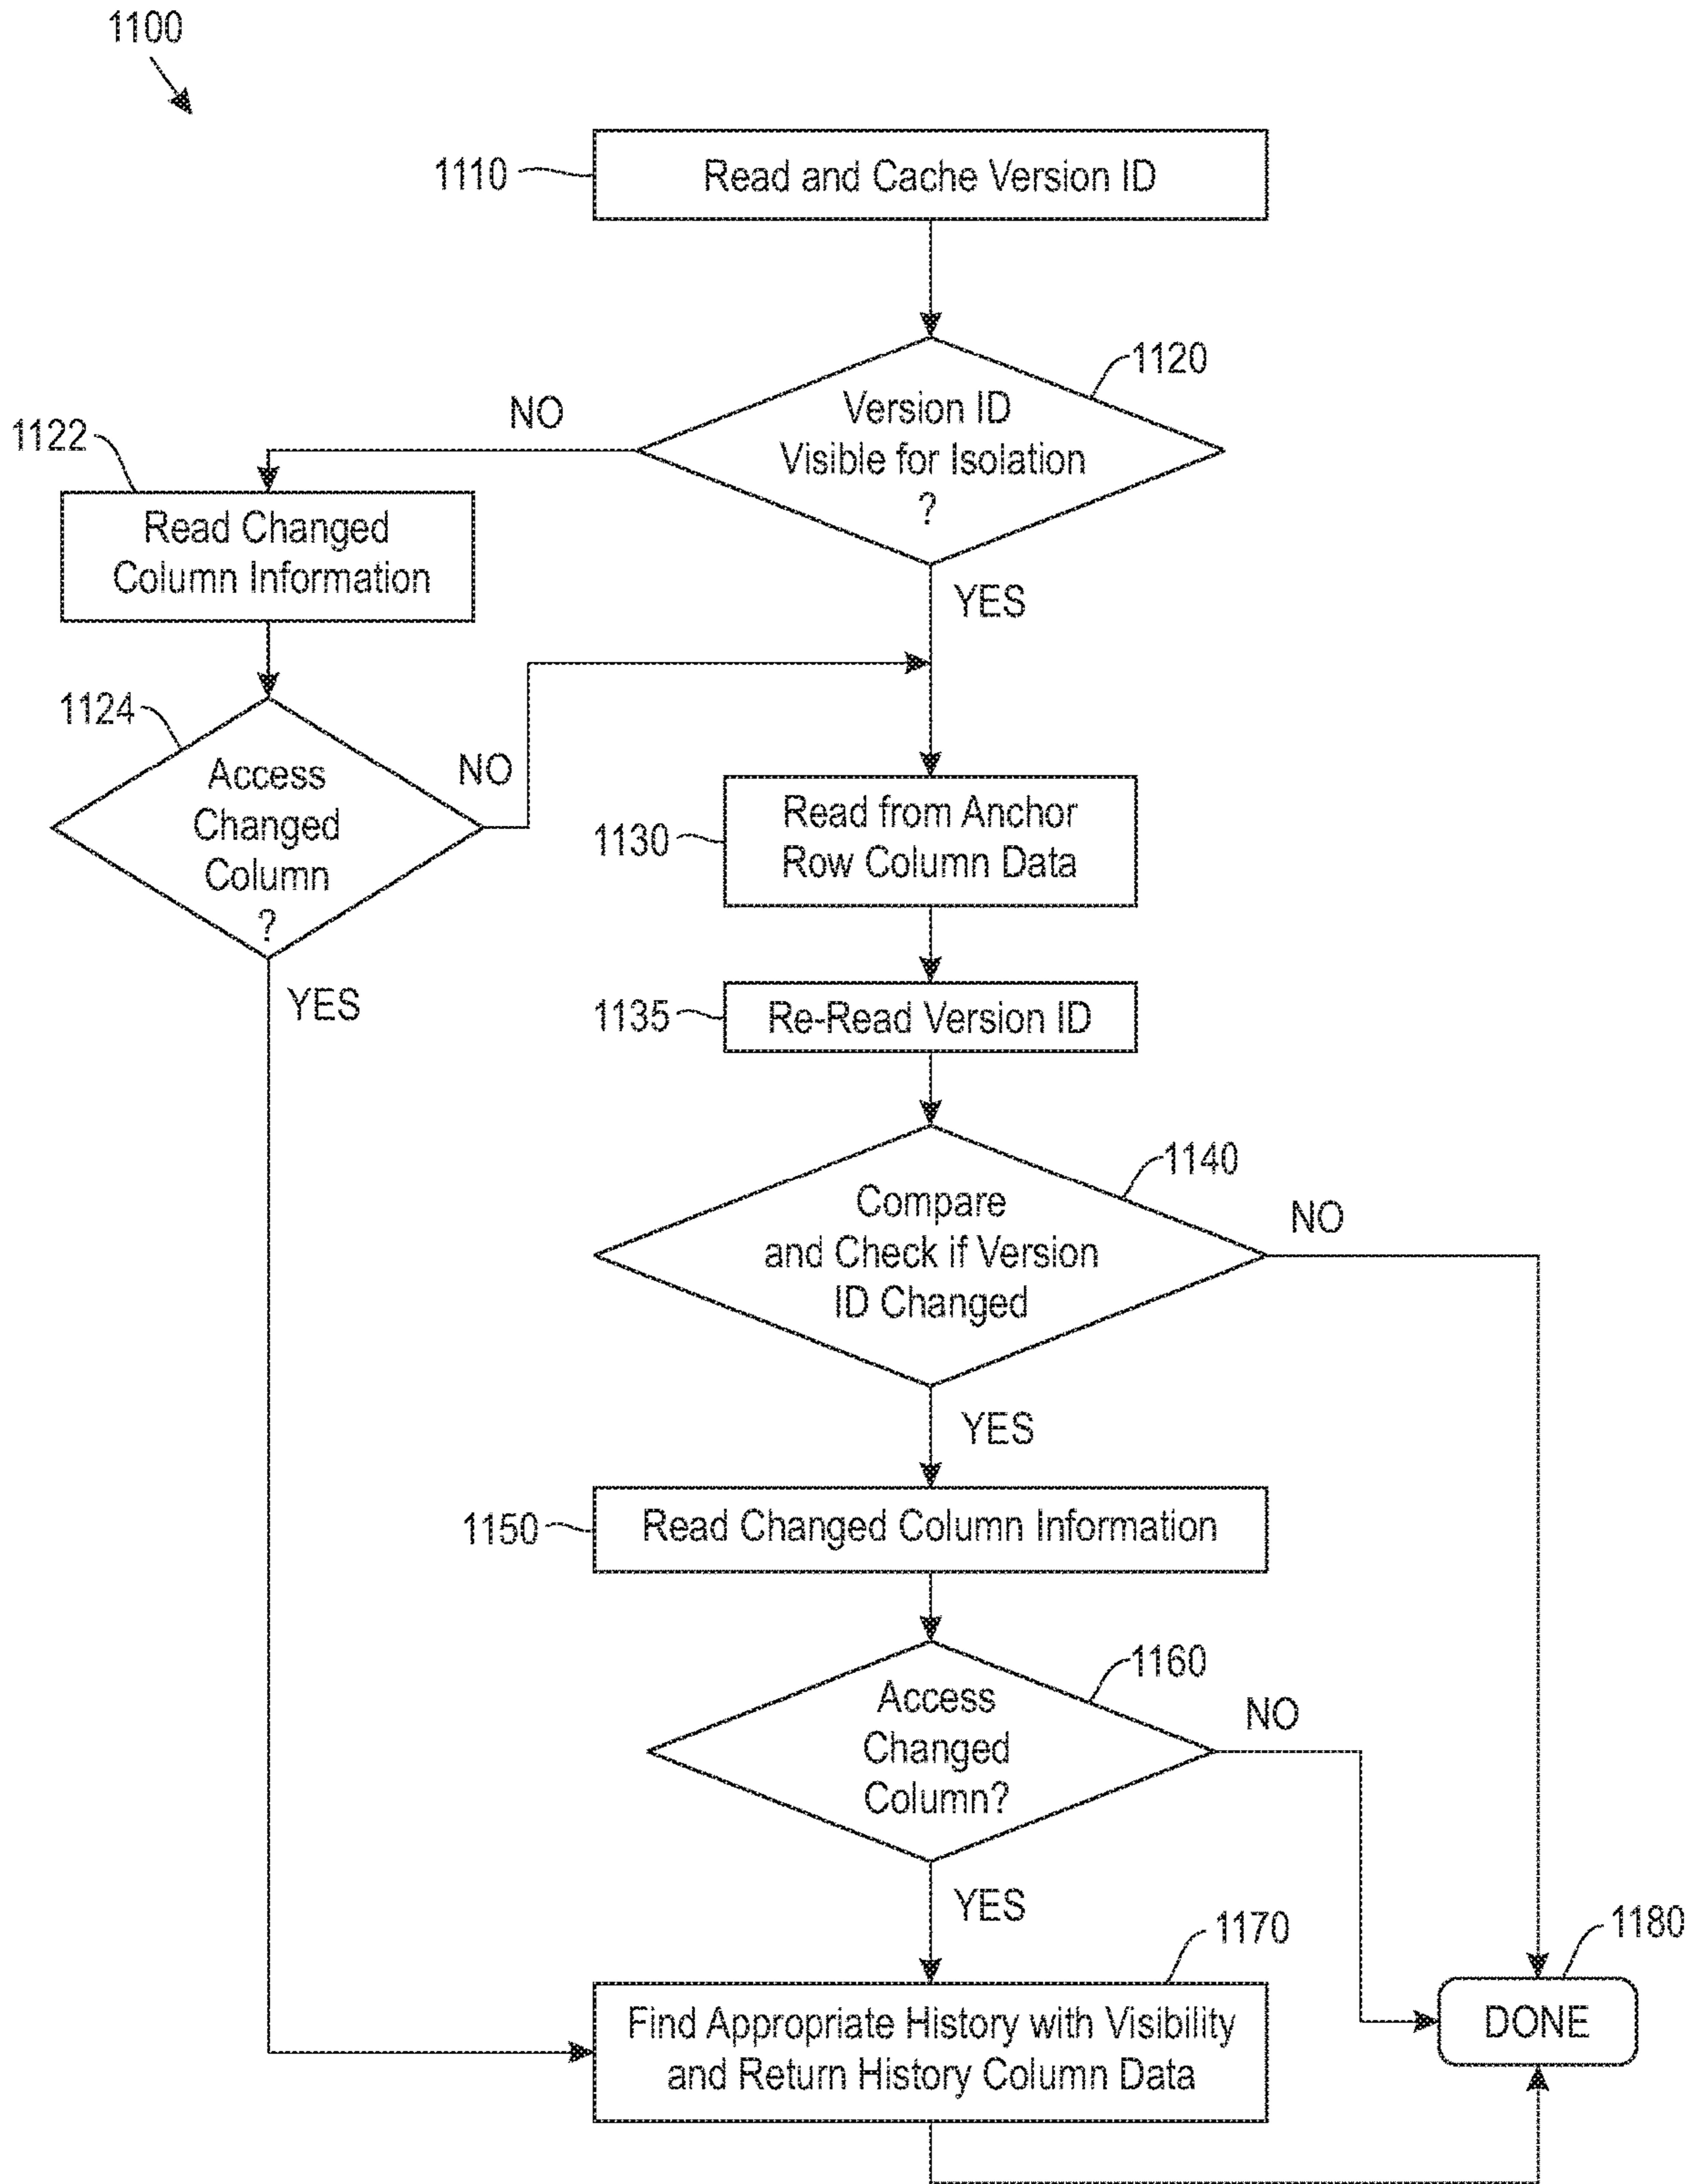 1100
1110
Read and Cache Version ID
1120
Version ID
Visible for Isolation
?
NO
YES
1122
Read Changed
Column Information
1124
Access
Changed
Column
?
NO
YES
1130
Read from Anchor
Row Column Data
1135
Re-Read Version ID
1140
Compare
and Check if Version
ID Changed
NO
YES
1150
Read Changed Column Information
1160
Access
Changed
Column?
NO
YES
1170
Find Appropriate History with Visibility
and Return History Column Data
1180
DONE